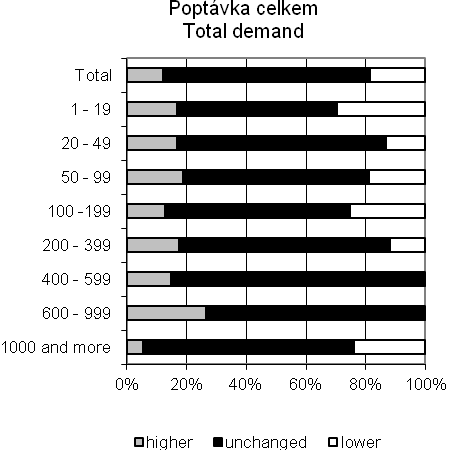 Poptávka celkem
Total demand
Total
1 - 19
20 - 49
50 - 99
100 -199
200 - 399
400 - 599
600 - 999
1000 and more
0% 20% 40% 60% 80% 100%
higher unchanged lower